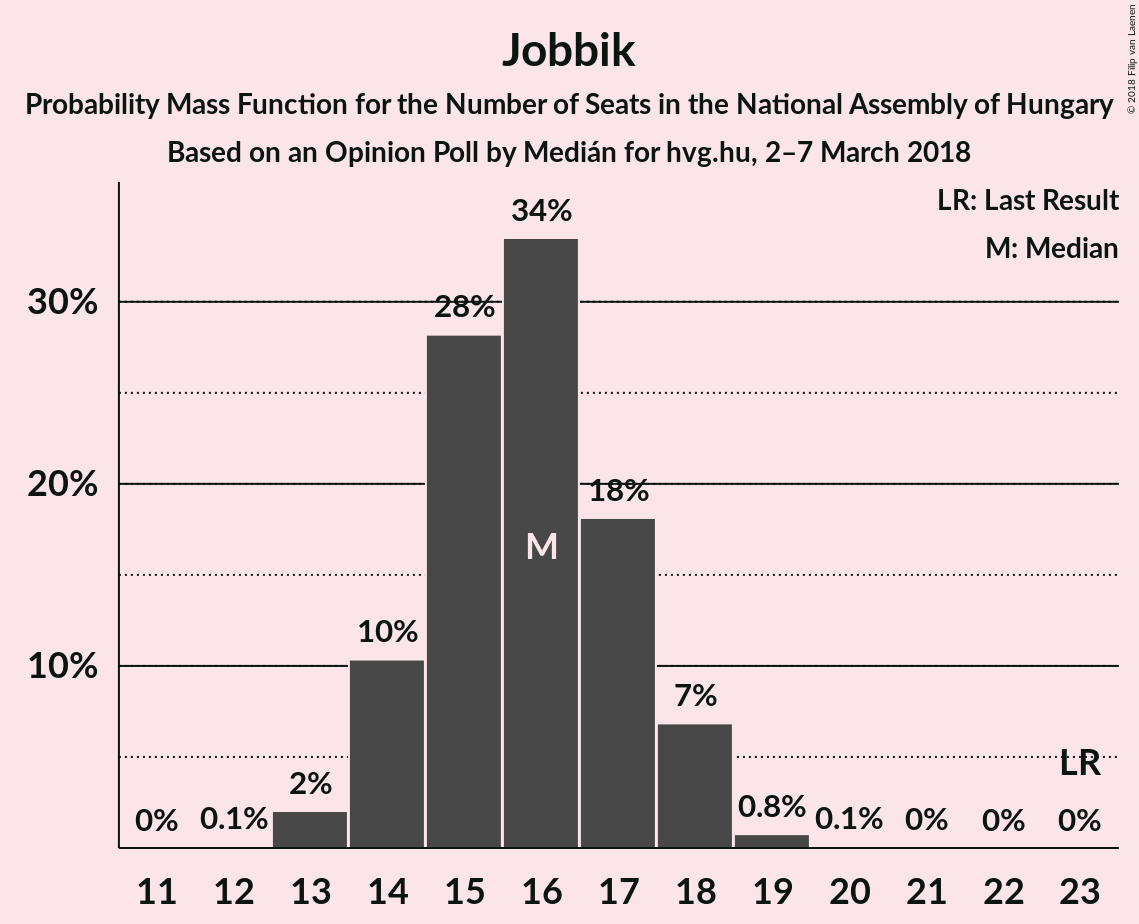 Jobbik
Probability Mass Function for the Number of Seats in the National Assembly of Hungary
Based on an Opinion Poll by Medián for hvg.hu, 2–7 March 2018
© 2018 Filip van Laenen
LR: Last Result
M: Median
34%
30%
28%
20%
18%
M
10%
10%
7%
LR
2%
0%
0.1%
0.8%
0.1%
0%
0%
0%
11 12 13 14 15 16 17 18 19 20 21 22 23